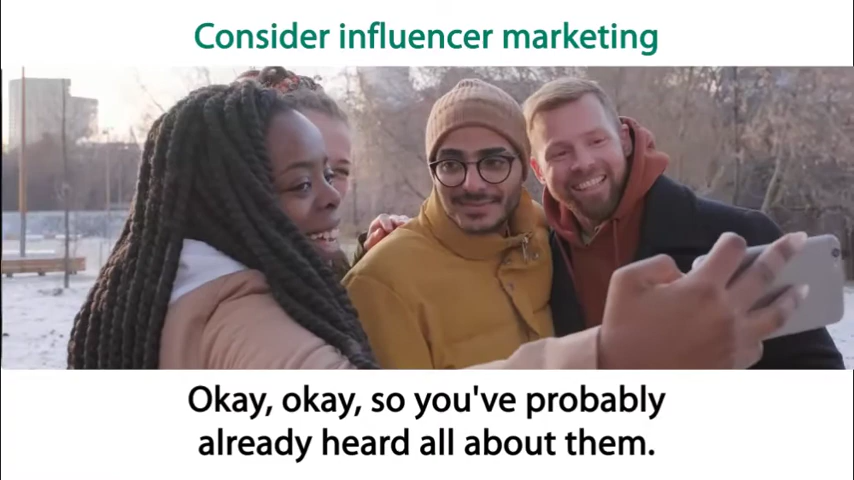 Consider influencer marketing
Okay, okay, so you've probably
already heard all about them.